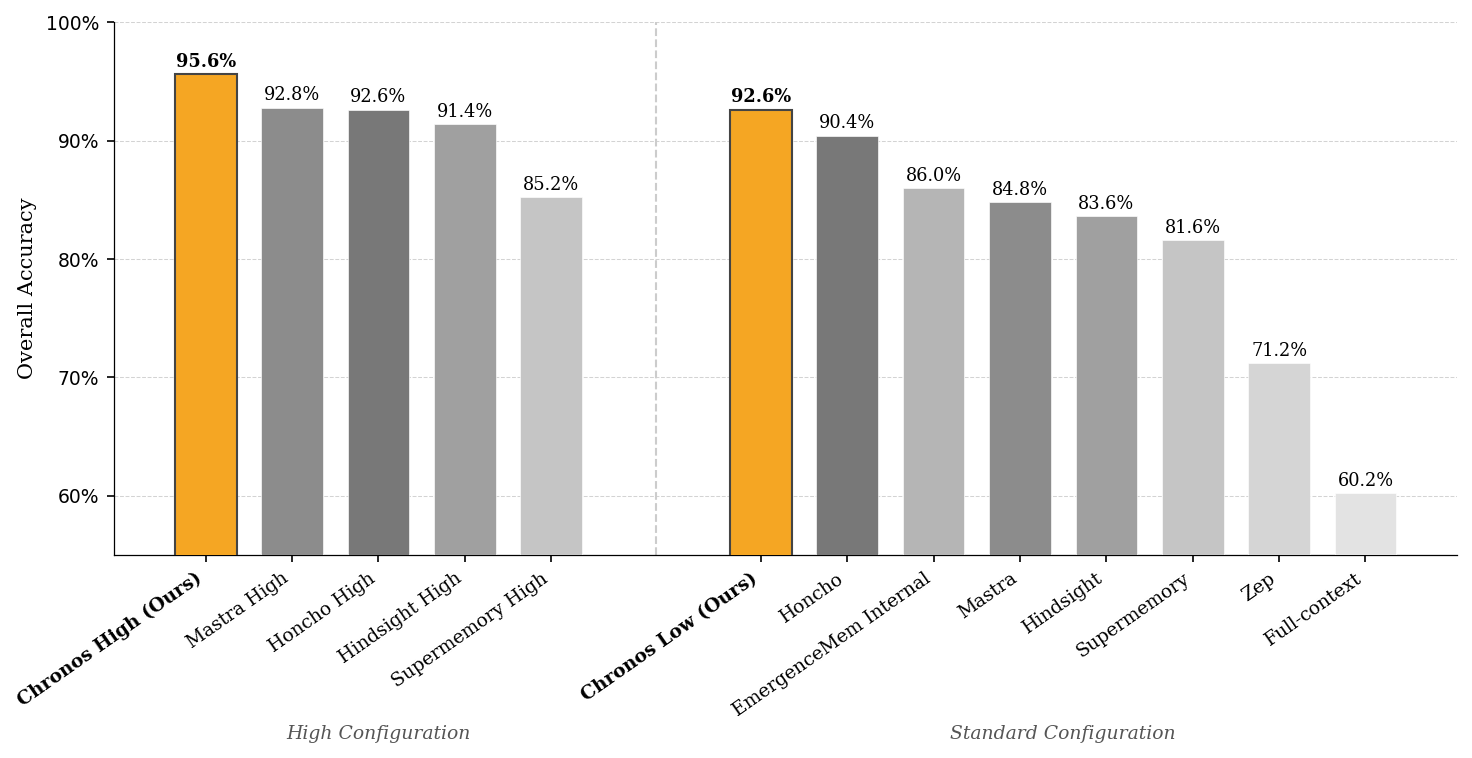 100%
90%
80%
70%
60%
Overall Accuracy
95.6%
92.8%
92.6%
91.4%
85.2%
92.6%
90.4%
86.0%
84.8%
83.6%
81.6%
71.2%
60.2%
Chronos High (Ours)
Mastra High
Honcho High
Hindsight High
Supermemory High
Chronos Low (Ours)
Honcho
EmergenceMem Internal
Mastra
Hindsight
Supermemory
Zep
Full-context
High Configuration
Standard Configuration